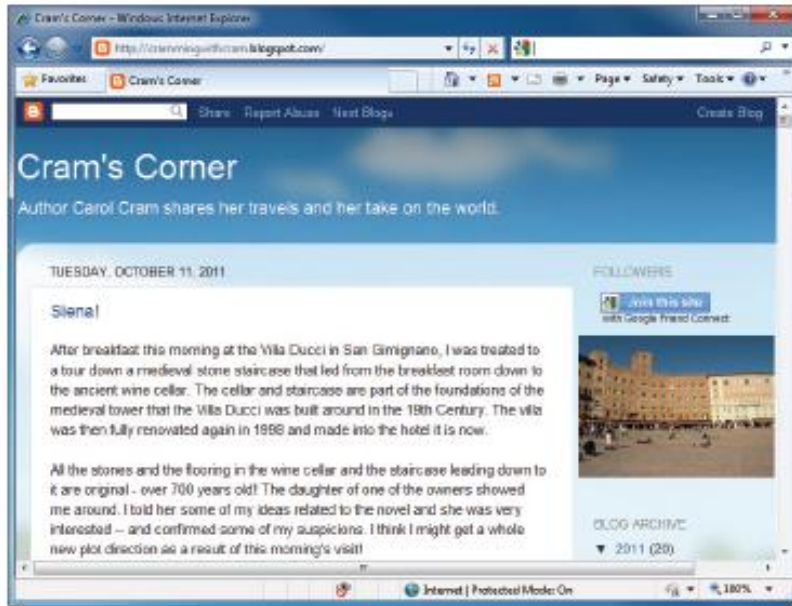 Cram's Corner - Windows Internet Explorer
http://crammingwithcram.blogspot.com/
Favorites Cram's Corner Page Safety Tools
Share Report Abuse Next Blog» Create Blog
Cram's Corner
Author Carol Cram shares her travels and her take on the world.
TUESDAY, OCTOBER 11, 2011
Siena!
After breakfast this morning at the Villa Ducci in San Gimignano, I was treated to
a tour down a medieval stone staircase that led from the breakfast room down to
the ancient wine cellar. The cellar and staircase are part of the foundations of the
medieval tower that the Villa Ducci was built around in the 19th Century. The villa
was then fully renovated again in 1998 and made into the hotel it is now.
All the stones and the flooring in the wine cellar and the staircase leading down to
it are original - over 700 years old! The daughter of one of the owners showed
me around. I told her some of my ideas related to the novel and she was very
interested -- and confirmed some of my suspicions. I think I might get a whole
new plot direction as a result of this morning's visit!
FOLLOWERS
Join this site
with Google Friend Connect
BLOG ARCHIVE
▼ 2011 (20)
Internet | Protected Mode: On 100%